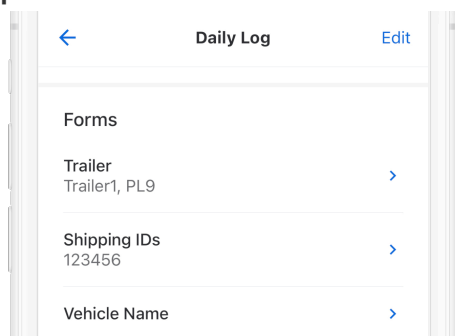 Daily Log
Edit
Forms
Trailer
Trailer1, PL9
Shipping IDs
123456
Vehicle Name